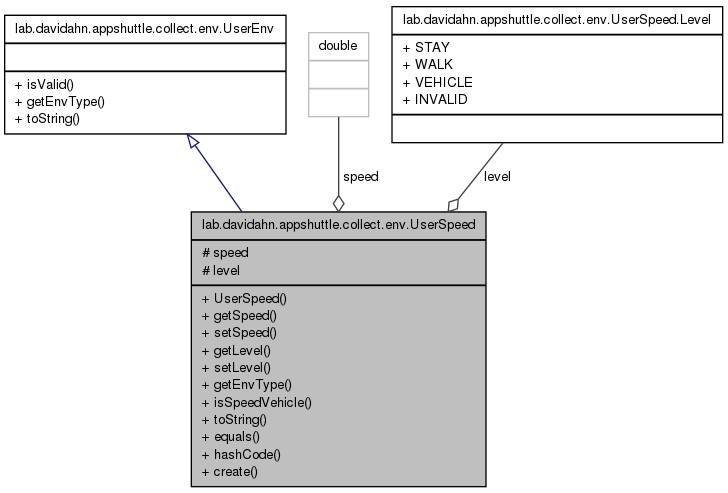 lab.davidahn.appshuttle.collect.env.UserEnv
+ isValid()
+ getEnvType()
+ toString()
double
lab.davidahn.appshuttle.collect.env.UserSpeed.Level
+ STAY
+ WALK
+ VEHICLE
+ INVALID
speed
level
lab.davidahn.appshuttle.collect.env.UserSpeed
# speed
# level
+ UserSpeed()
+ getSpeed()
+ setSpeed()
+ getLevel()
+ setLevel()
+ getEnvType()
+ isSpeedVehicle()
+ toString()
+ equals()
+ hashCode()
+ create()